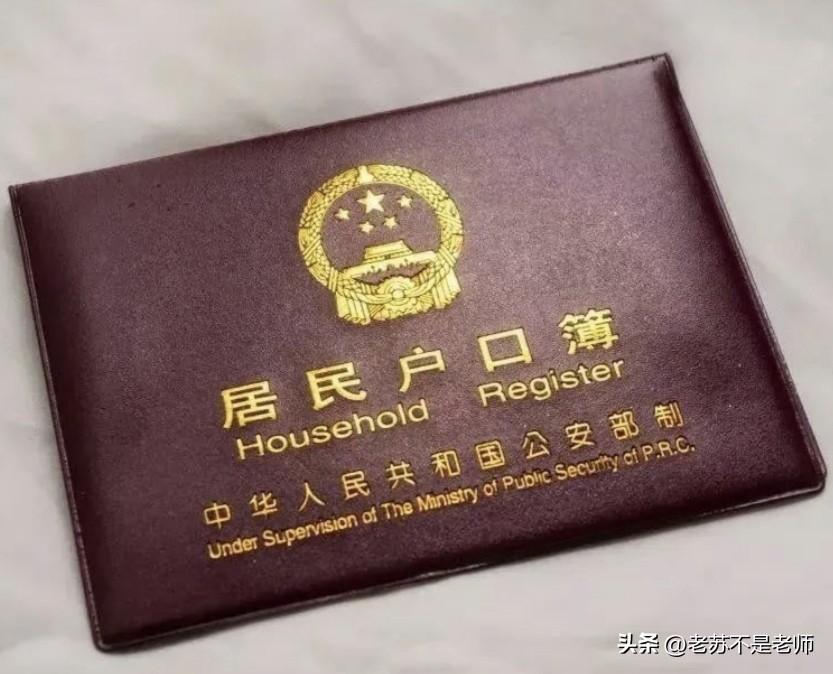 居民户口簿
Household Register
中华人民共和国公安部制
Under Supervision of The Ministry of Public Security of P.R.C.
头条 @老苏不是老师